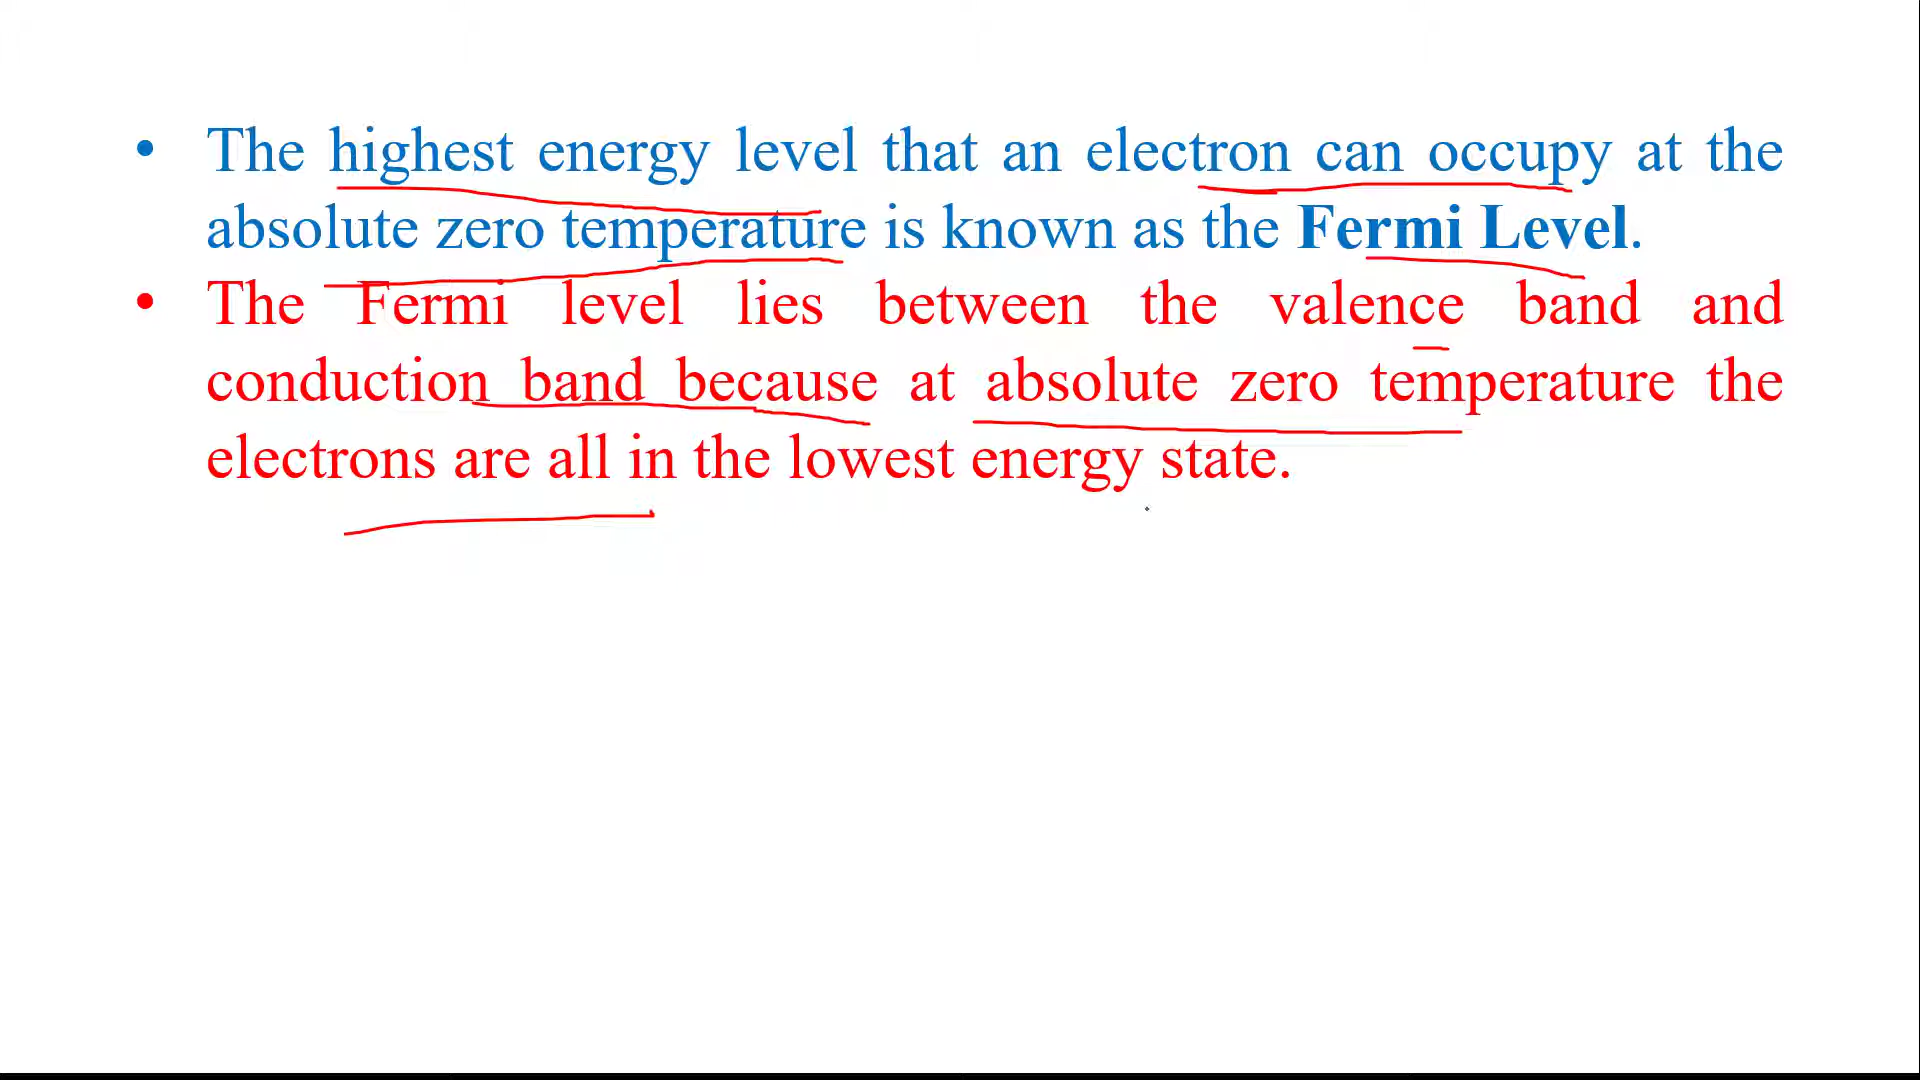 • The highest energy level that an electron can occupy at the
absolute zero temperature is known as the Fermi Level.
• The Fermi level lies between the valence band and
conduction band because at absolute zero temperature the
electrons are all in the lowest energy state.